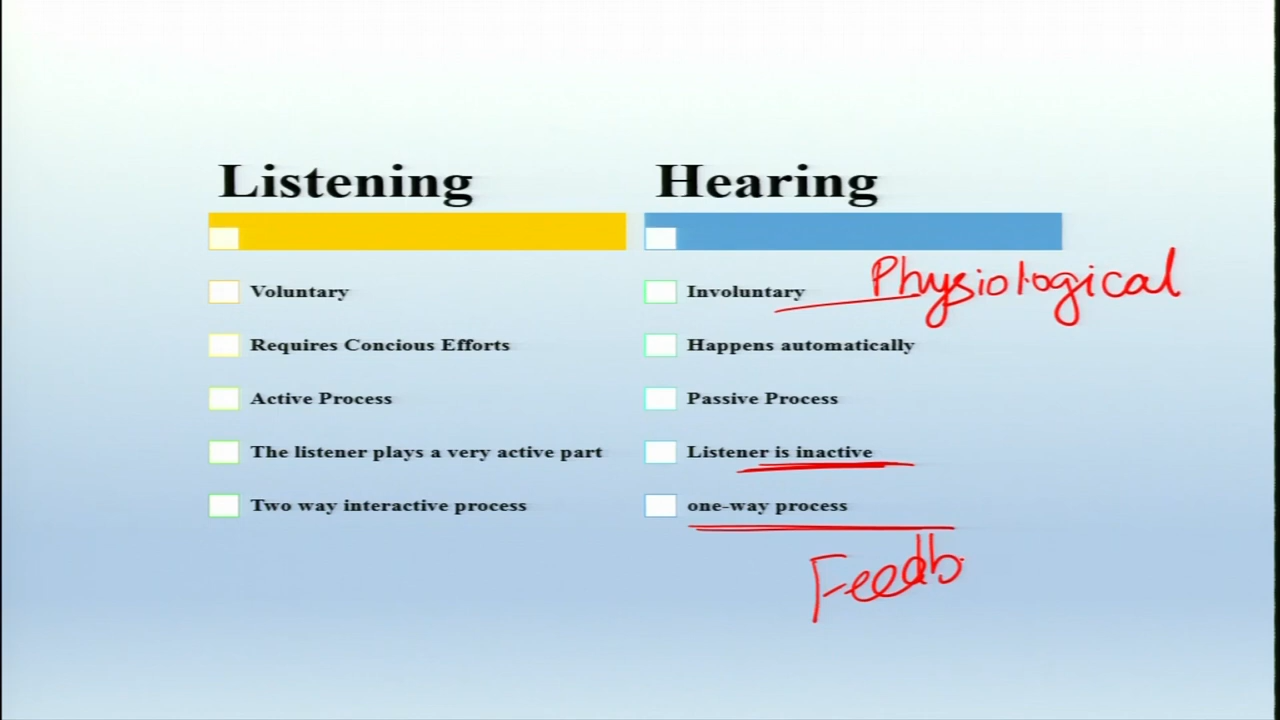 Listening
Voluntary
Requires Concious Efforts
Active Process
The listener plays a very active part
Two way interactive process
Hearing
Involuntary
Physiological
Happens automatically
Passive Process
Listener is inactive
one-way process
Feedb